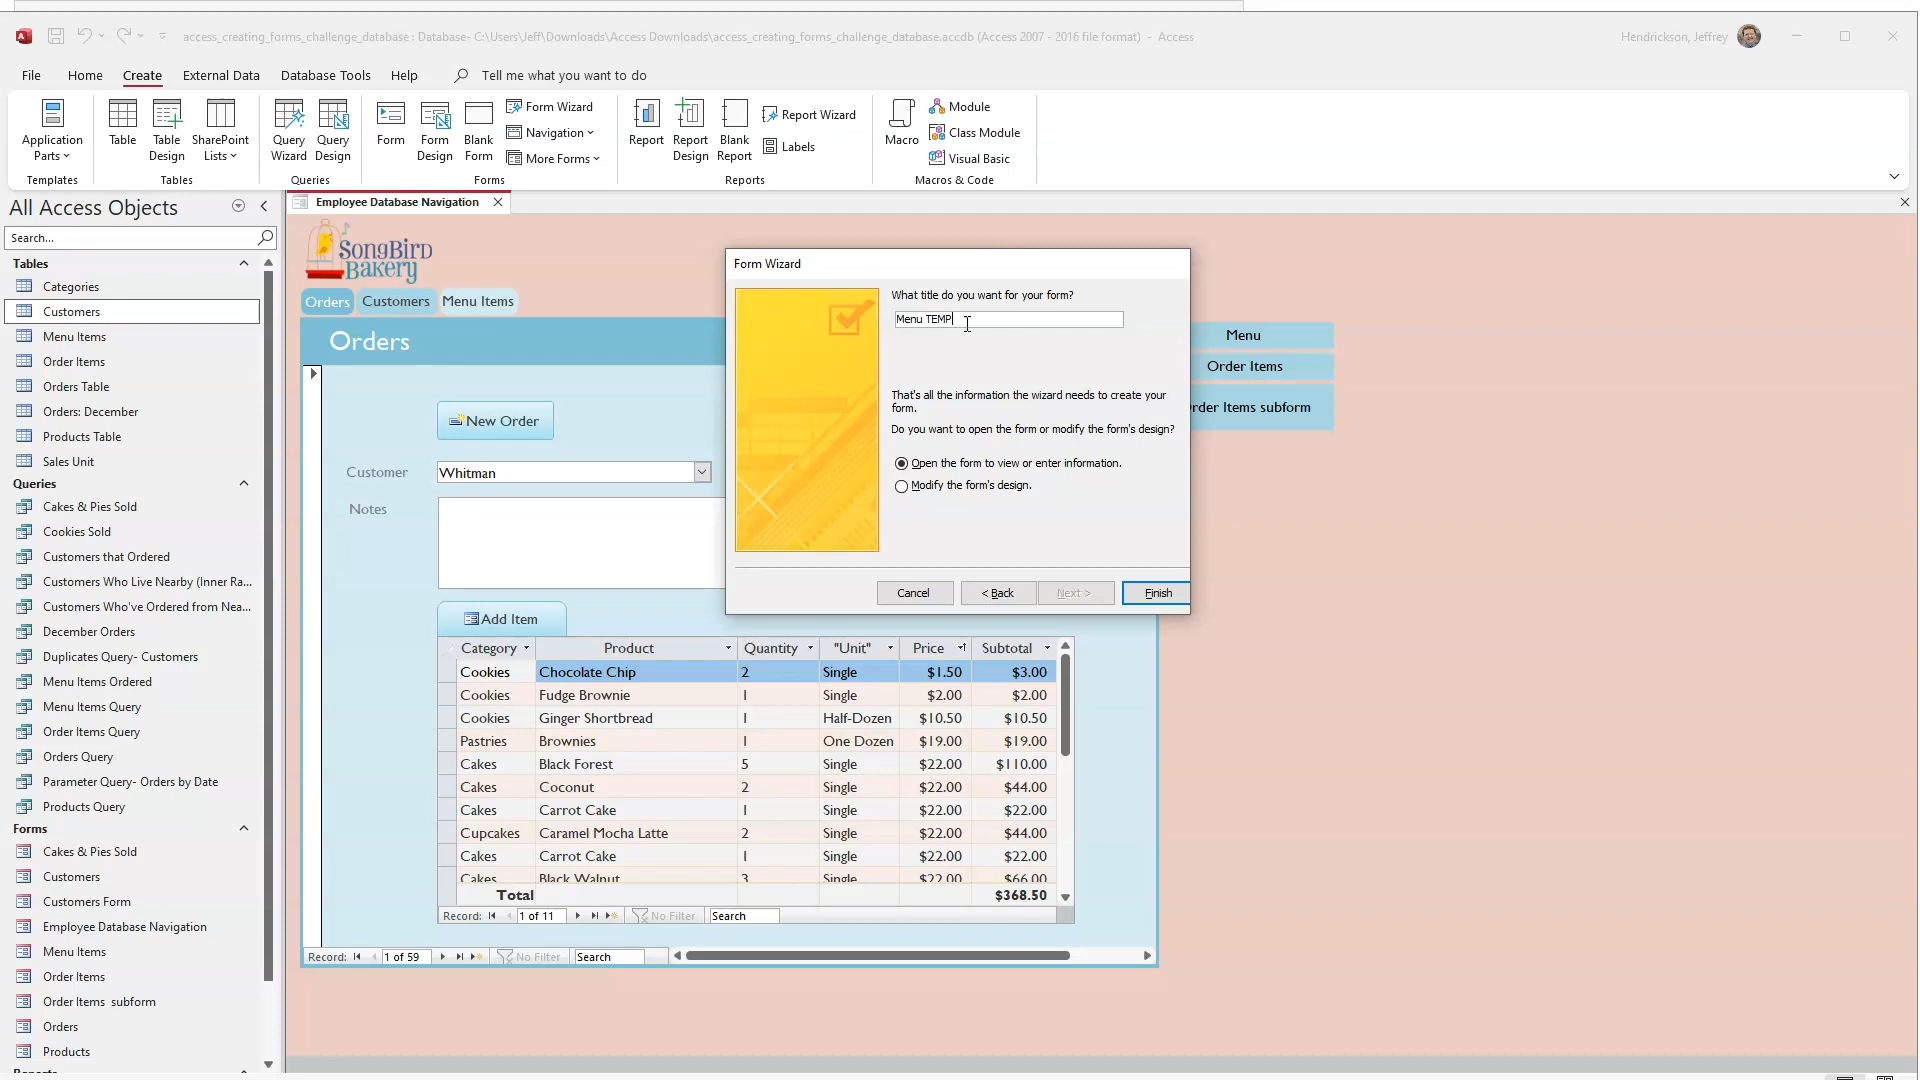 access_creating_forms_challenge_database : Database- C:\Users\Jeff\Downloads\Access Downloads\access_creating_forms_challenge_database.accdb (Access 2007 - 2016 file format) - Access
Hendrickson, Jeffrey
File Home Create External Data Database Tools Help Tell me what you want to do
Application Parts
Templates
Table
Table Design
SharePoint Lists
Tables
Query Wizard
Query Design
Queries
Form
Form Design
Blank Form
Form Wizard
Navigation
More Forms
Forms
Report
Report Design
Blank Report
Report Wizard
Labels
Reports
Macro
Module
Class Module
Visual Basic
Macros & Code
All Access Objects
Search...
Tables
Categories
Customers
Menu Items
Order Items
Orders Table
Orders: December
Products Table
Sales Unit
Queries
Cakes & Pies Sold
Cookies Sold
Customers that Ordered
Customers Who Live Nearby (Inner Ra...
Customers Who've Ordered from Nea...
December Orders
Duplicates Query- Customers
Menu Items Ordered
Menu Items Query
Order Items Query
Orders Query
Parameter Query- Orders by Date
Products Query
Forms
Cakes & Pies Sold
Customers
Customers Form
Employee Database Navigation
Menu Items
Order Items
Order Items subform
Orders
Products
Employee Database Navigation
SongBird Bakery
Orders Customers Menu Items
Orders
New Order
Customer Whitman
Notes
Add Item
Category Product Quantity "Unit" Price Subtotal
Cookies Chocolate Chip 2 Single $1.50 $3.00
Cookies Fudge Brownie 1 Single $2.00 $2.00
Cookies Ginger Shortbread 1 Half-Dozen $10.50 $10.50
Pastries Brownies 1 One Dozen $19.00 $19.00
Cakes Black Forest 5 Single $110.00
Cakes Coconut 2 Single $22.00 $44.00
Cakes Carrot Cake 1 Single $22.00 $22.00
Cupcakes Caramel Mocha Latte 2 Single $22.00 $44.00
Cakes Carrot Cake 1 Single $22.00 $22.00
Cakes Black Walnut 3 Single $22.00 $66.00
Total $368.50
Record: 1 of 11 No Filter Search
Record: 1 of 59 No Filter Search
Form Wizard
What title do you want for your form?
Menu TEMP
That's all the information the wizard needs to create your
form.
Do you want to open the form or modify the form's design?
Open the form to view or enter information.
Modify the form's design.
Cancel < Back Next > Finish
Menu
Order Items
rder Items subform